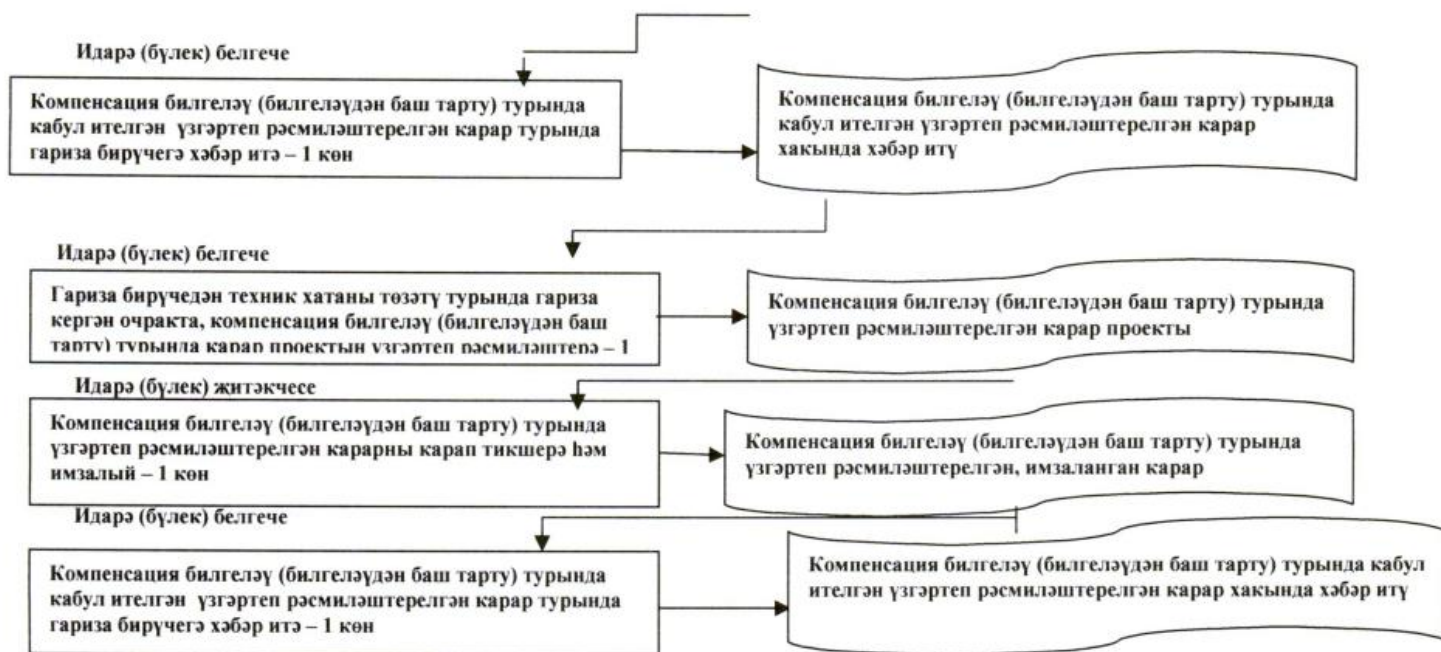 Идарә (бүлек) белгече
Компенсация билгеләү (билгеләүдән баш тарту) турында
кабул ителгән үзгәртеп рәсмиләштерелгән карар турында
гариза бирүчегә хәбәр итә – 1 көн
Компенсация билгеләү (билгеләүдән баш тарту) турында
кабул ителгән үзгәртеп рәсмиләштерелгән карар
хакында хәбәр итү
Идарә (бүлек) белгече
Гариза бирүчедән техник хатаны төзәтү турында гариза
кергән очракта, компенсация билгеләү (билгеләүдән баш
тарту) турында карар проектын үзгәртеп рәсмиләштерә – 1
Компенсация билгеләү (билгеләүдән баш тарту) турында
үзгәртеп рәсмиләштерелгән карар проекты
Идарә (бүлек) җитәкчесе
Компенсация билгеләү (билгеләүдән баш тарту) турында
үзгәртеп рәсмиләштерелгән карарны карап тикшерә һәм
имзалый – 1 көн
Компенсация билгеләү (билгеләүдән баш тарту) турында
үзгәртеп рәсмиләштерелгән, имзаланган карар
Идарә (бүлек) белгече
Компенсация билгеләү (билгеләүдән баш тарту) турында
кабул ителгән үзгәртеп рәсмиләштерелгән карар турында
гариза бирүчегә хәбәр итә – 1 көн
Компенсация билгеләү (билгеләүдән баш тарту) турында кабул
ителгән үзгәртеп рәсмиләштерелгән карар хакында хәбәр итү